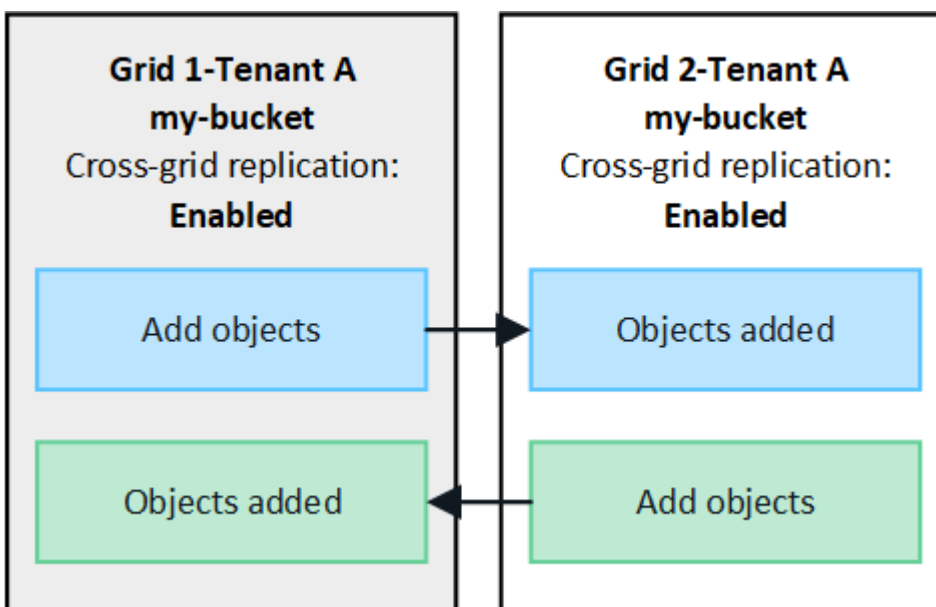 Grid 1-Tenant A
my-bucket
Cross-grid replication:
Enabled
Add objects
Objects added
Grid 2-Tenant A
my-bucket
Cross-grid replication:
Enabled
Objects added
Add objects